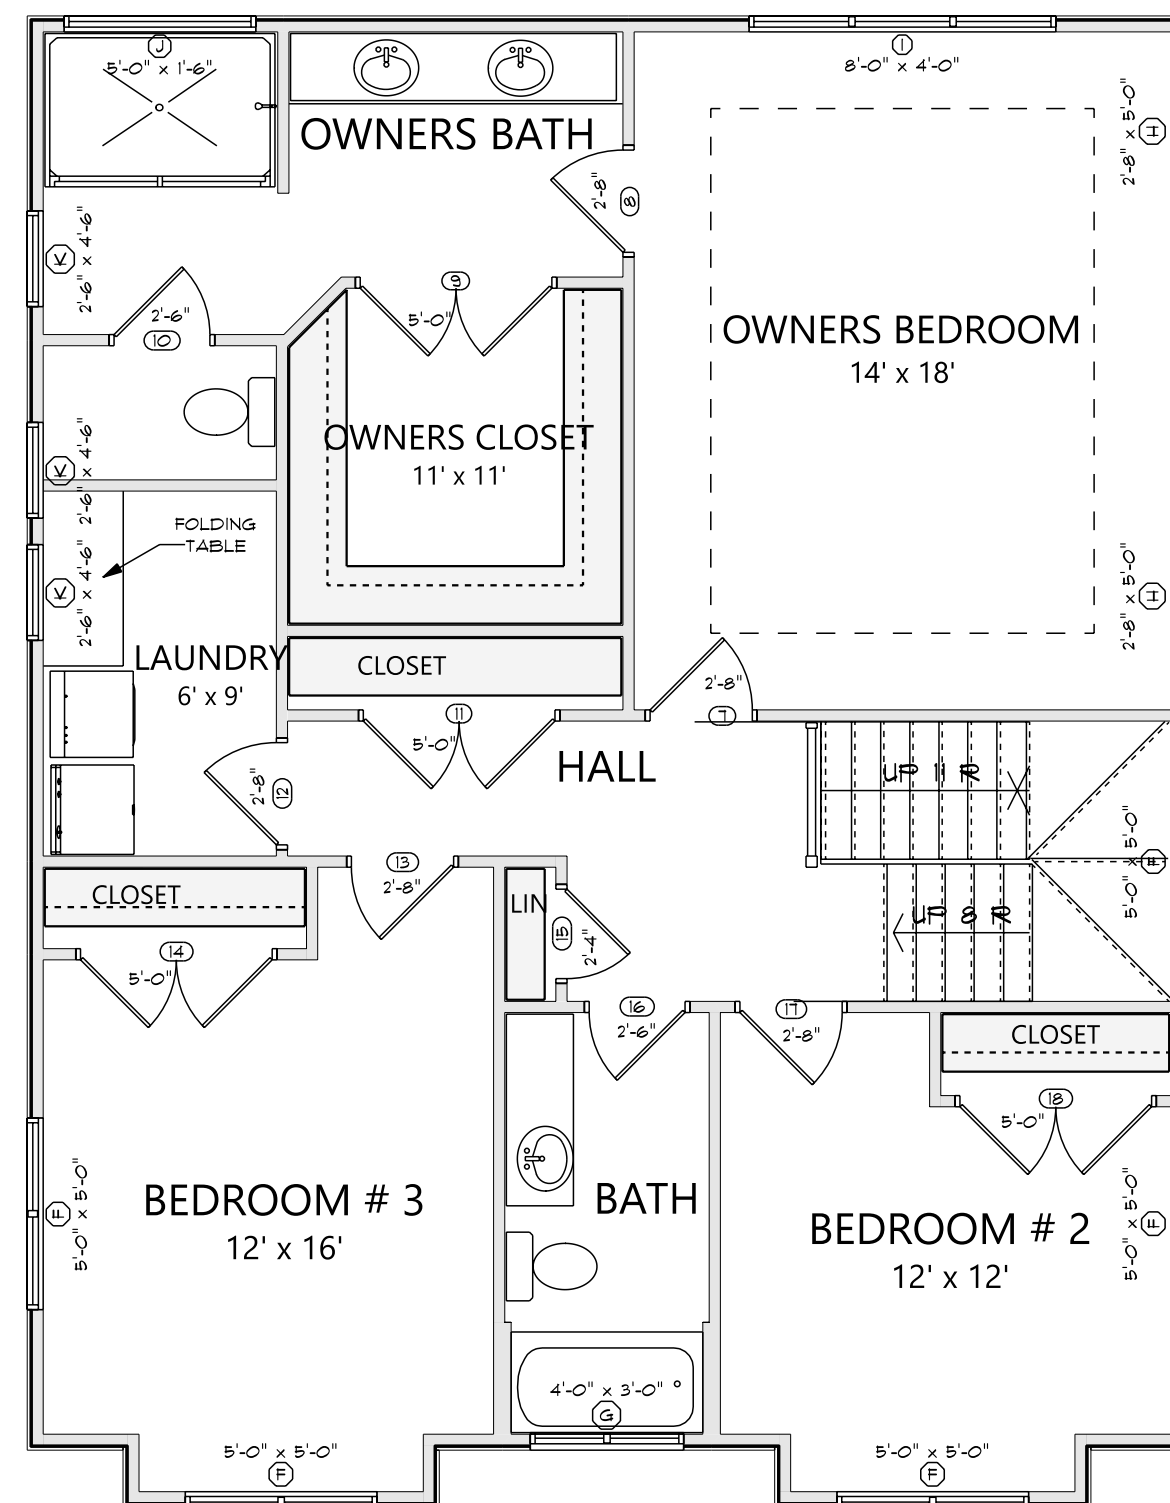 J
5'-0" x 1'-6"
I
8'-0" x 4'-0"
2'-8" x 5'-0"
H
OWNERS BATH
2'-8"
8
K
2'-6" x 4'-6"
9
5'-0"
2'-6"
10
OWNERS BEDROOM
14' x 18'
OWNERS CLOSET
11' x 11'
K
2'-6" x 4'-6"
FOLDING
TABLE
K
2'-6" x 4'-6"
2'-8" x 5'-0"
H
LAUNDRY
6' x 9'
CLOSET
2'-8"
7
11
5'-0"
HALL
UP 11 R
2'-8"
12
13
2'-8"
5'-0" x 5'-0"
F
CLOSET
LIN
15
2'-4"
UP 8 R
14
5'-0"
16
2'-6"
17
2'-8"
CLOSET
18
5'-0"
BEDROOM # 3
12' x 16'
F
5'-0" x 5'-0"
BATH
BEDROOM # 2
12' x 12'
5'-0" x 5'-0"
F
4'-0" x 3'-0"
G
5'-0" x 5'-0"
F
5'-0" x 5'-0"
F